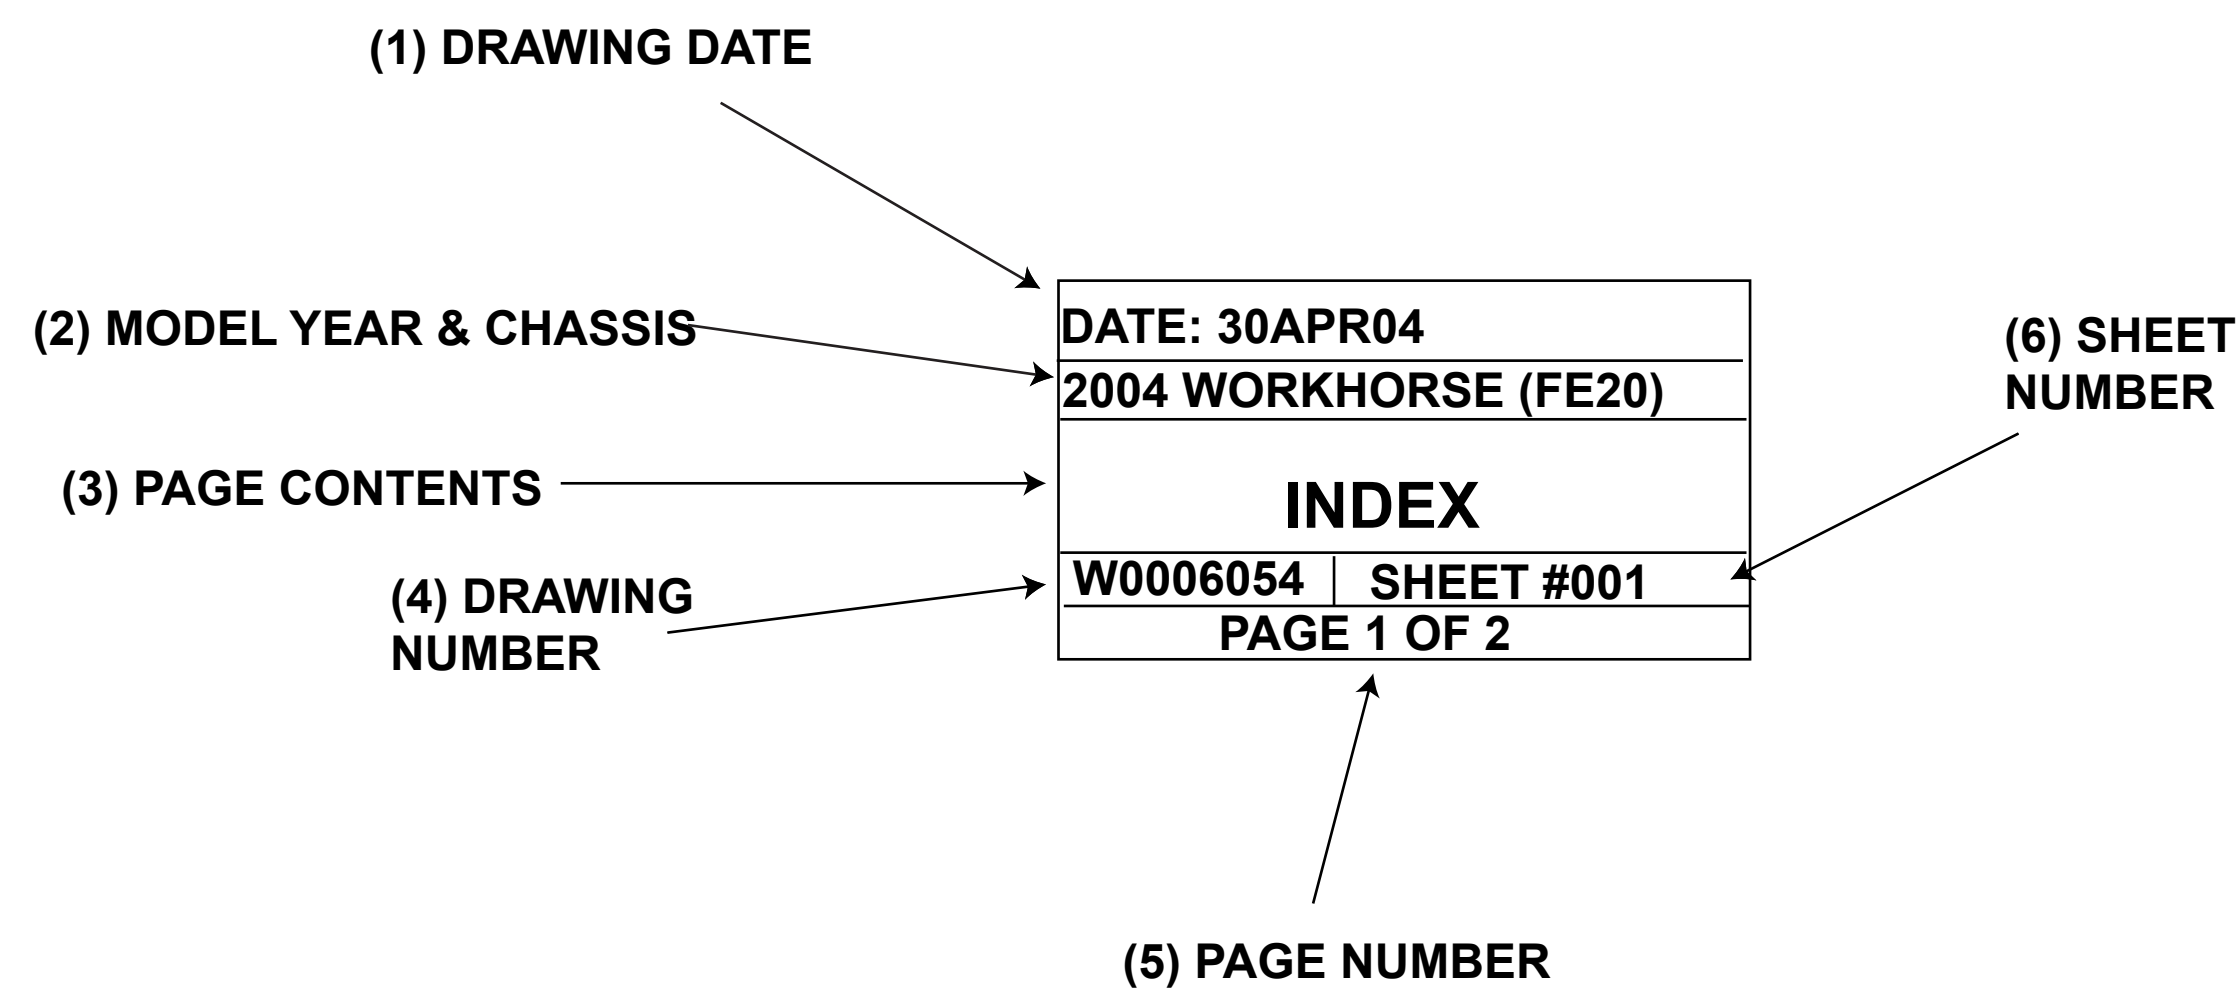 (1) DRAWING DATE
(2) MODEL YEAR & CHASSIS
(3) PAGE CONTENTS
(4) DRAWING
NUMBER
DATE: 30APR04
2004 WORKHORSE (FE20)
INDEX
W0006054 SHEET #001
PAGE 1 OF 2
(6) SHEET
NUMBER
(5) PAGE NUMBER